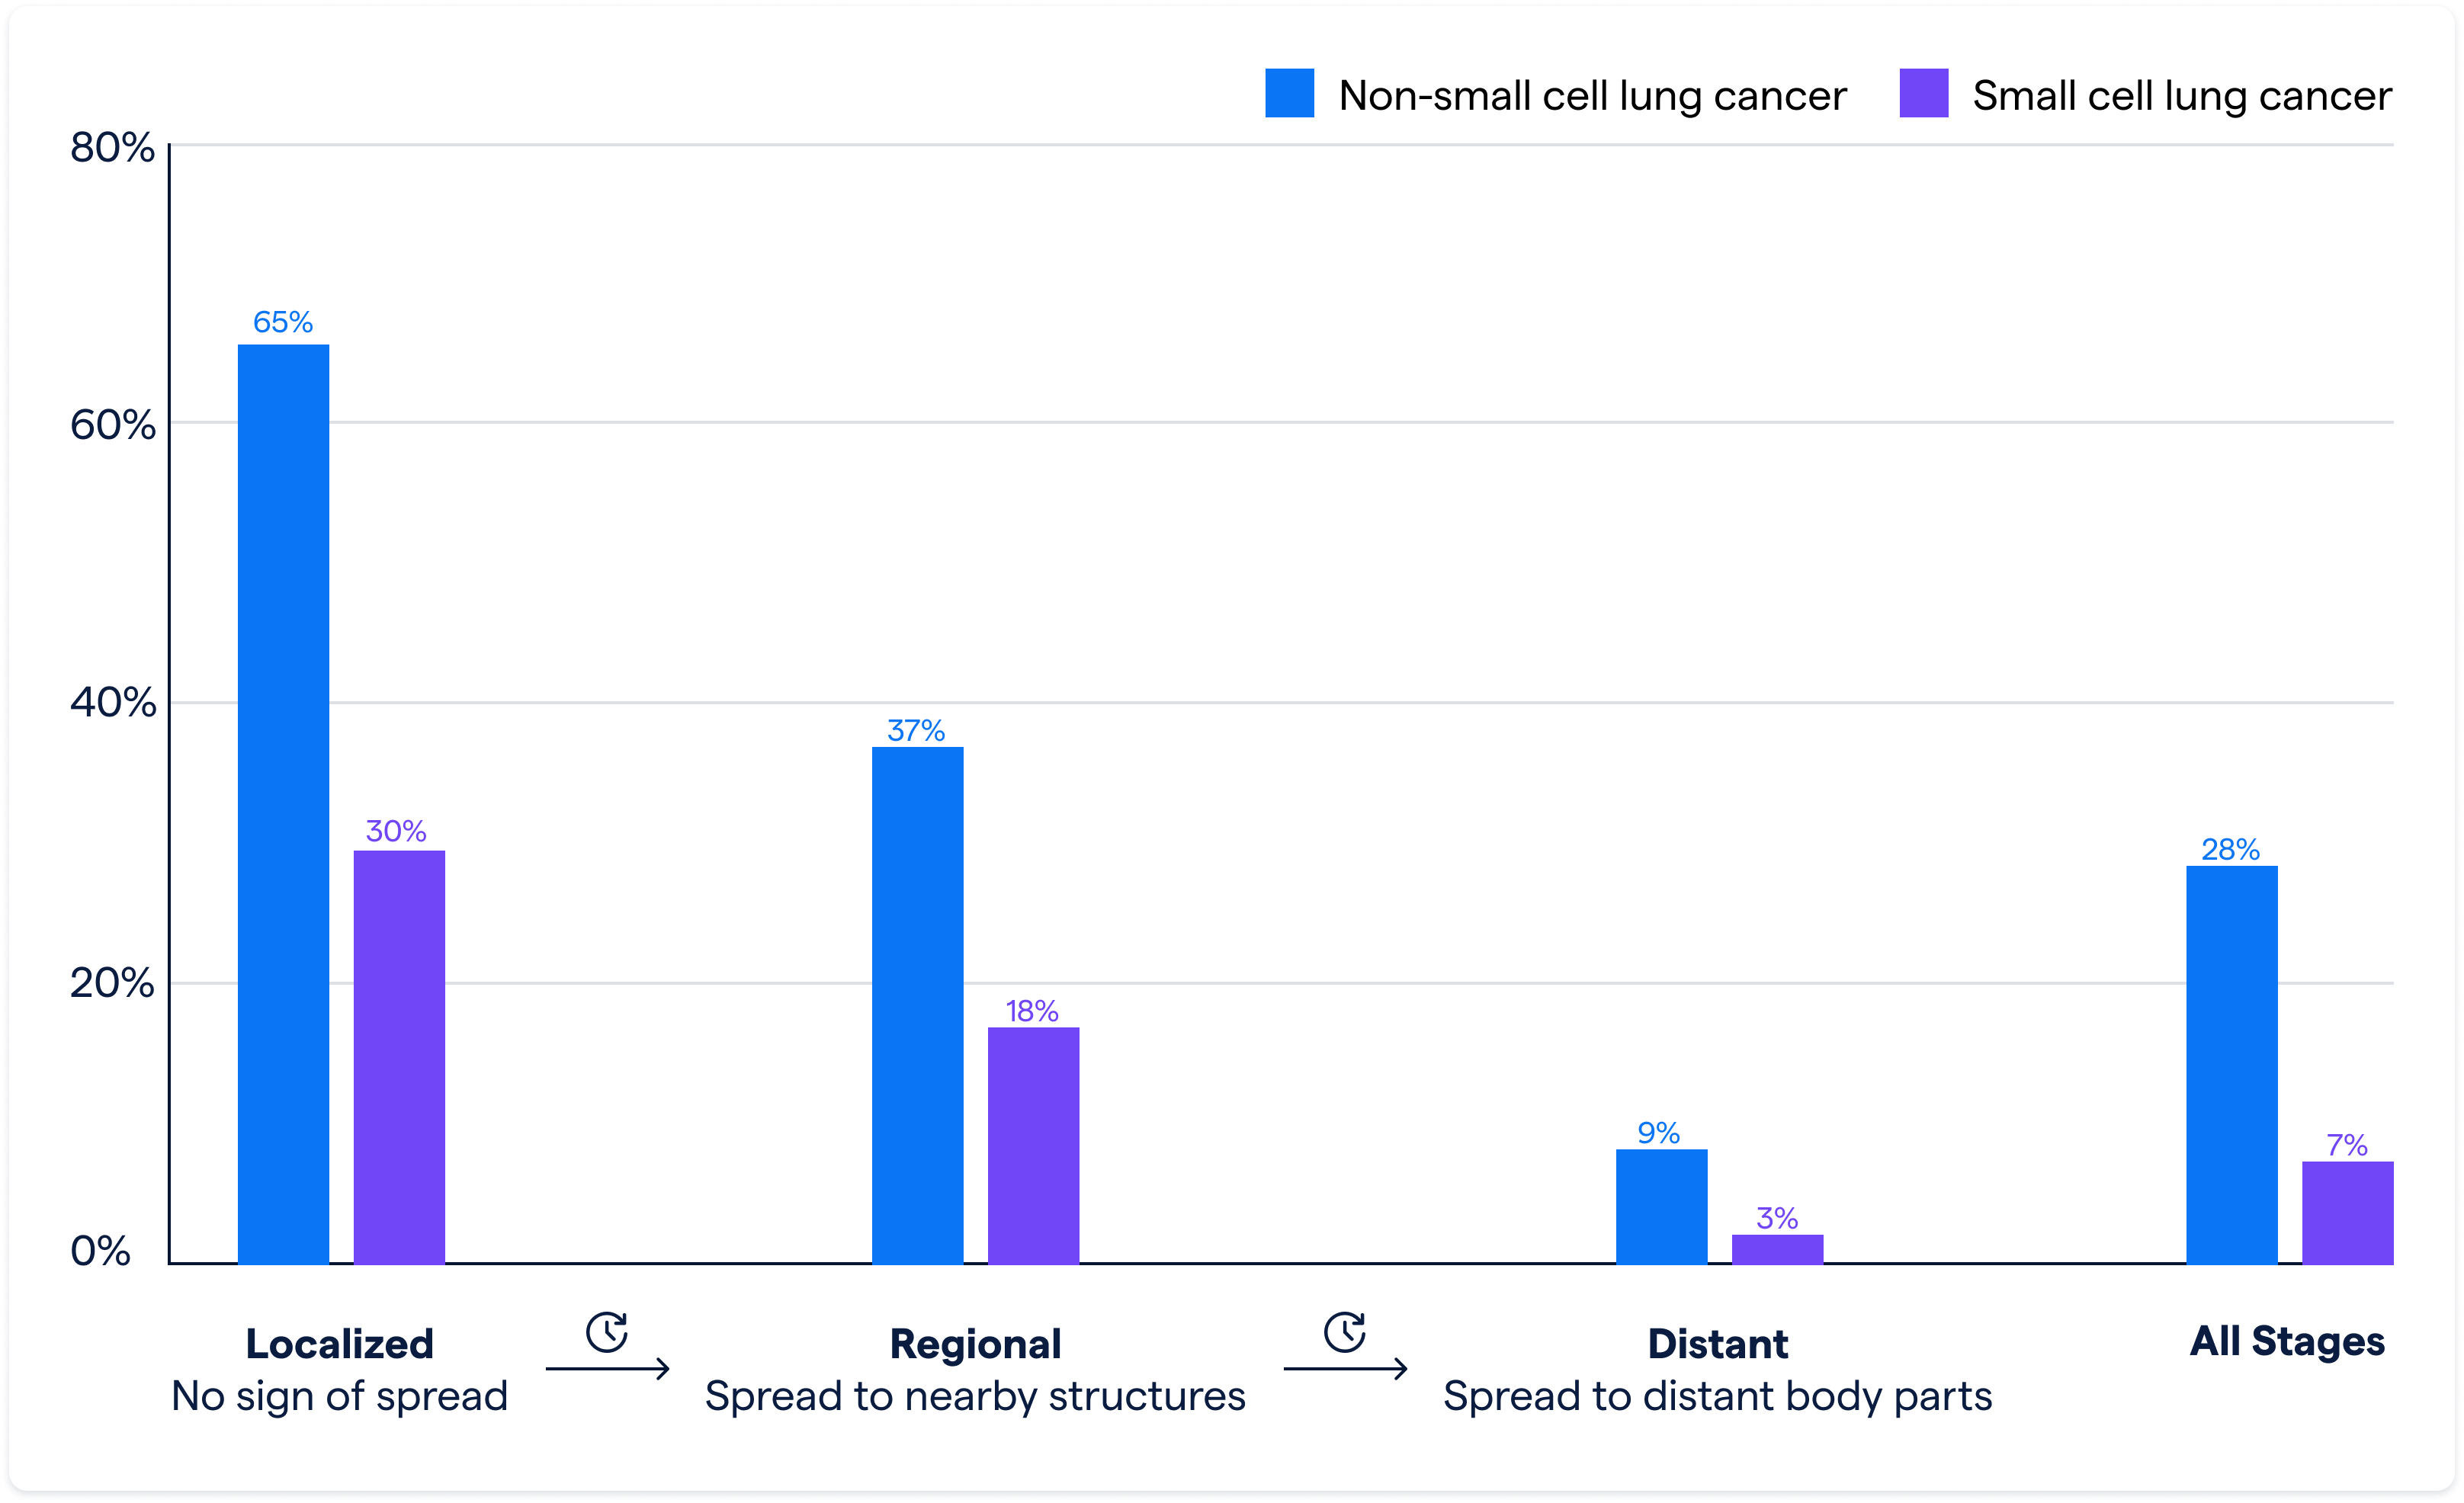 Non-small cell lung cancer
Small cell lung cancer
80%
60%
40%
20%
0%
65%
30%
37%
18%
9%
3%
28%
7%
Localized
No sign of spread
Regional
Spread to nearby structures
Distant
Spread to distant body parts
All Stages